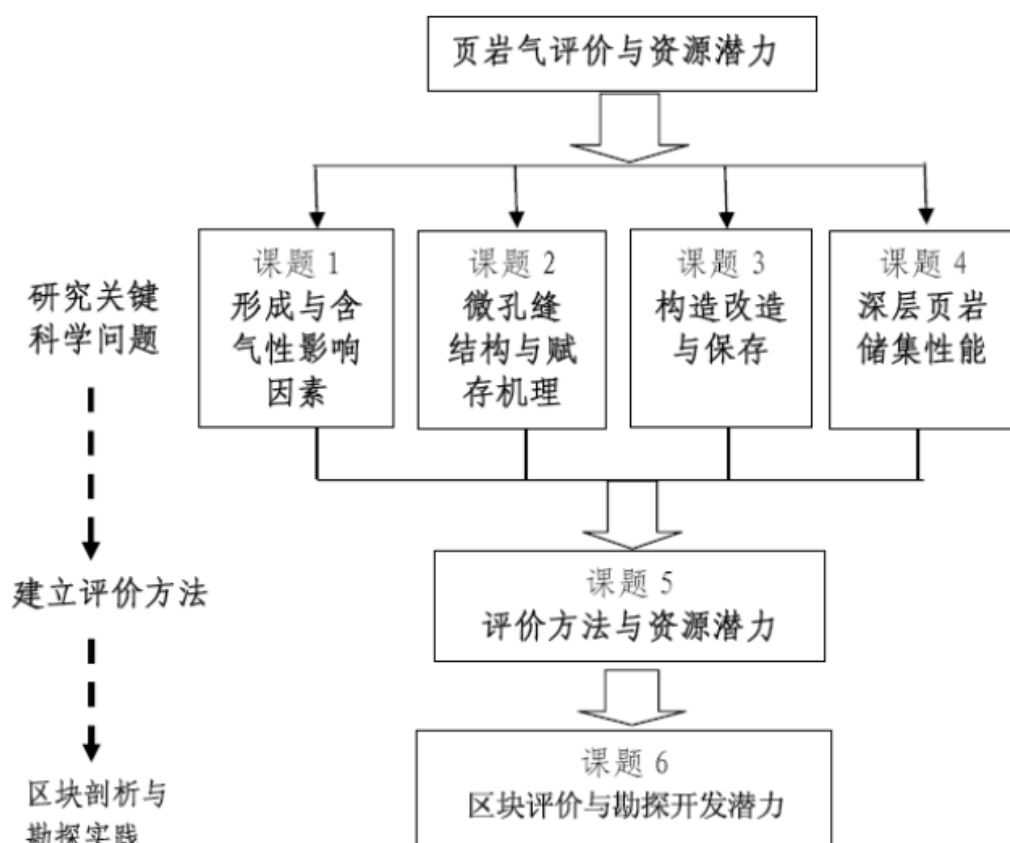 页岩气评价与资源潜力
课题 1
形成与含
气性影响
因素
课题 2
微孔缝
结构与赋
存机理
课题 3
构造改造
与保存
课题 4
深层页岩
储集性能
研究关键
科学问题
建立评价方法
课题 5
评价方法与资源潜力
课题 6
区块评价与勘探开发潜力
区块剖析与
勘探实践